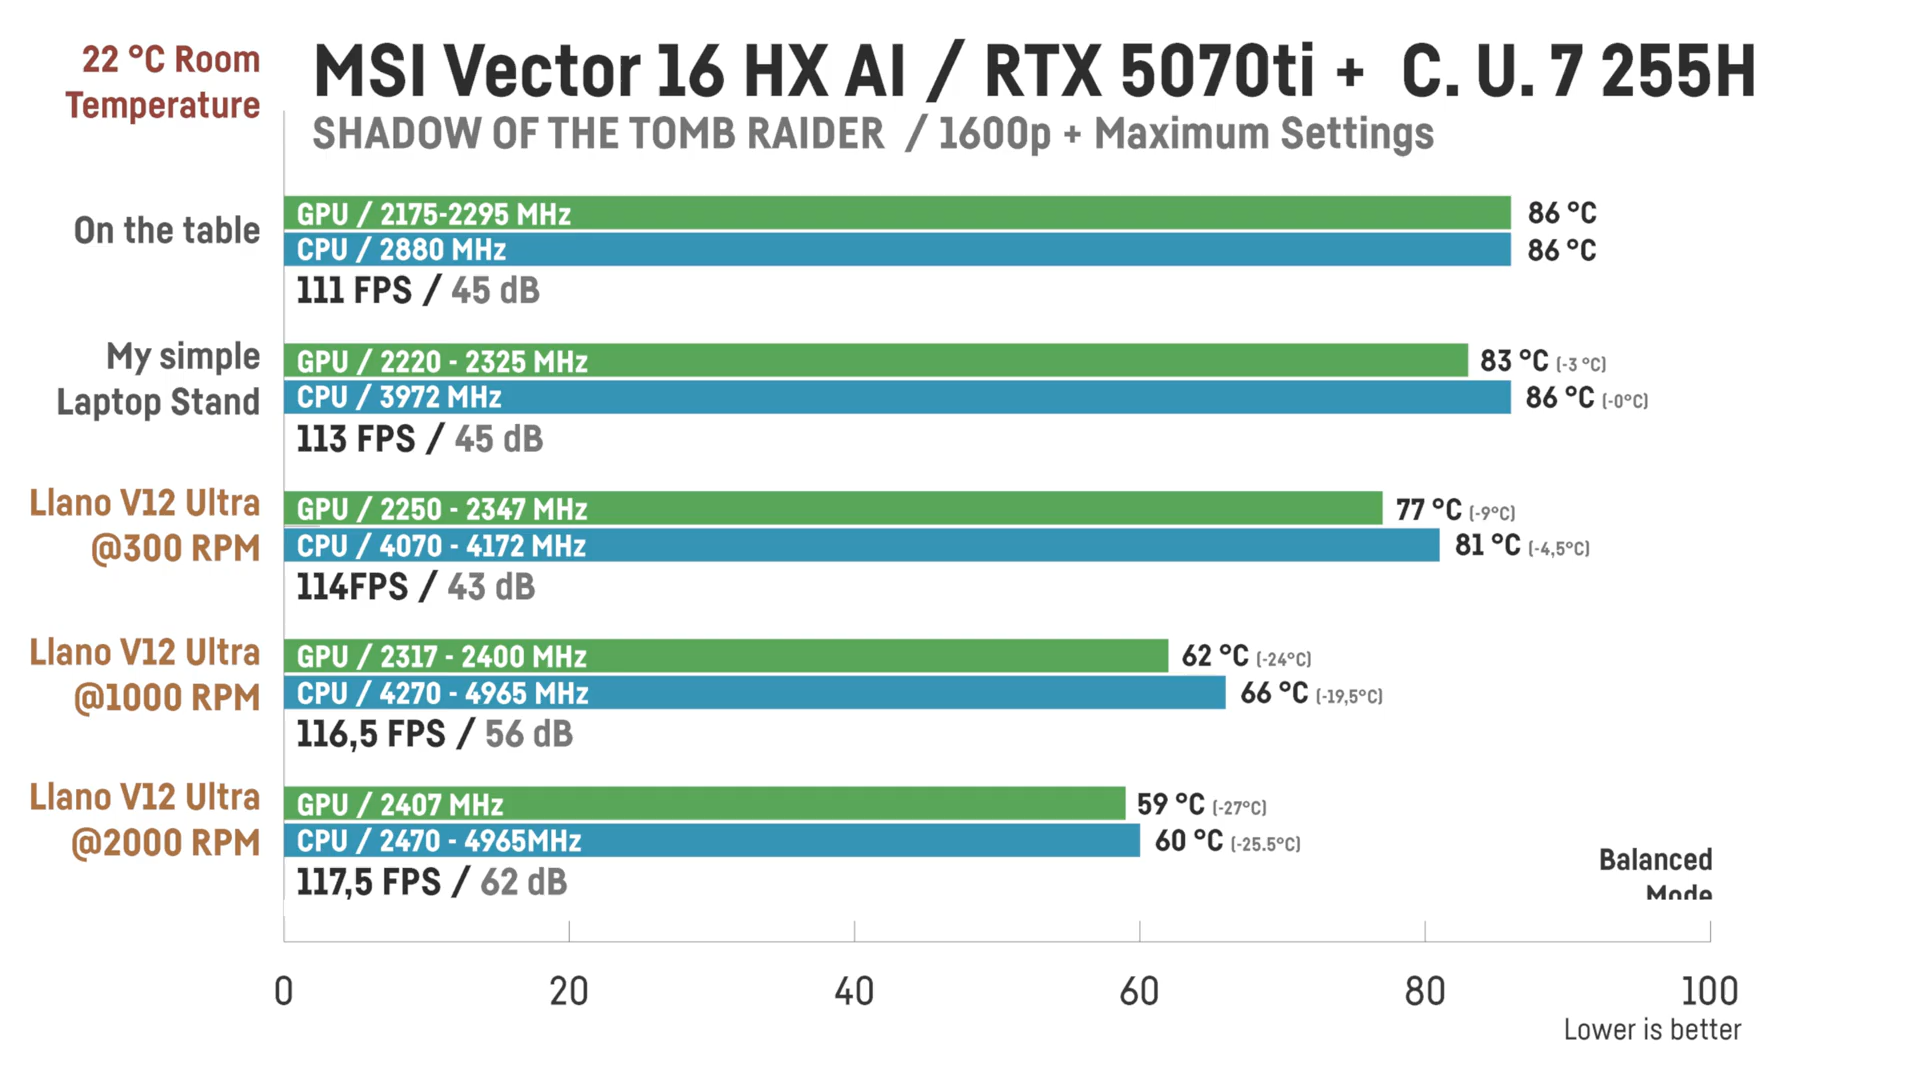 22 °C Room
Temperature
MSI Vector 16 HX AI / RTX 5070ti + C. U. 7 255H
SHADOW OF THE TOMB RAIDER / 1600p + Maximum Settings
On the table
GPU / 2175-2295 MHz
86 °C
CPU / 2880 MHz
86 °C
111 FPS / 45 dB
My simple
Laptop Stand
GPU / 2220 - 2325 MHz
83 °C (-3 °C)
CPU / 3972 MHz
86 °C (-0°C)
113 FPS / 45 dB
Llano V12 Ultra
@300 RPM
GPU / 2250 - 2347 MHz
77 °C (-9°C)
CPU / 4070 - 4172 MHz
81 °C (-4,5°C)
114FPS / 43 dB
Llano V12 Ultra
@1000 RPM
GPU / 2317 - 2400 MHz
62 °C (-24°C)
CPU / 4270 - 4965 MHz
66 °C (-19,5°C)
116,5 FPS / 56 dB
Llano V12 Ultra
@2000 RPM
GPU / 2407 MHz
59 °C (-27°C)
CPU / 2470 - 4965MHz
60 °C (-25.5°C)
117,5 FPS / 62 dB
Balanced
Mode
0 20 40 60 80 100
Lower is better